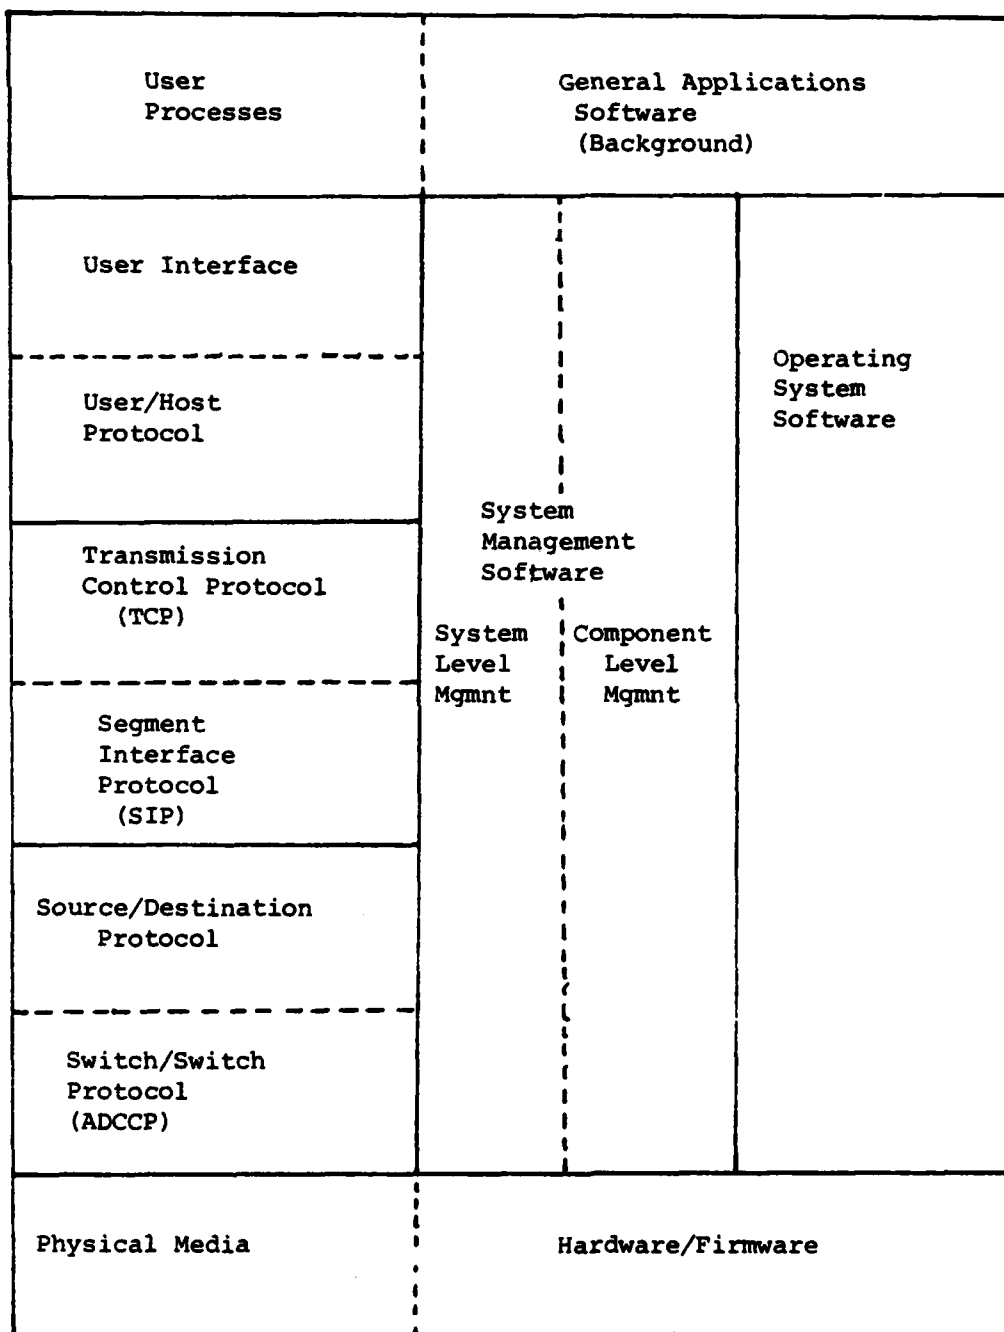 User
Processes
General Applications
Software
(Background)
User Interface
User/Host
Protocol
Transmission
Control Protocol
(TCP)
Segment
Interface
Protocol
(SIP)
Source/Destination
Protocol
Switch/Switch
Protocol
(ADCCP)
System
Management
Software
System
Level
Mgmnt
Component
Level
Mgmnt
Operating
System
Software
Physical Media
Hardware/Firmware